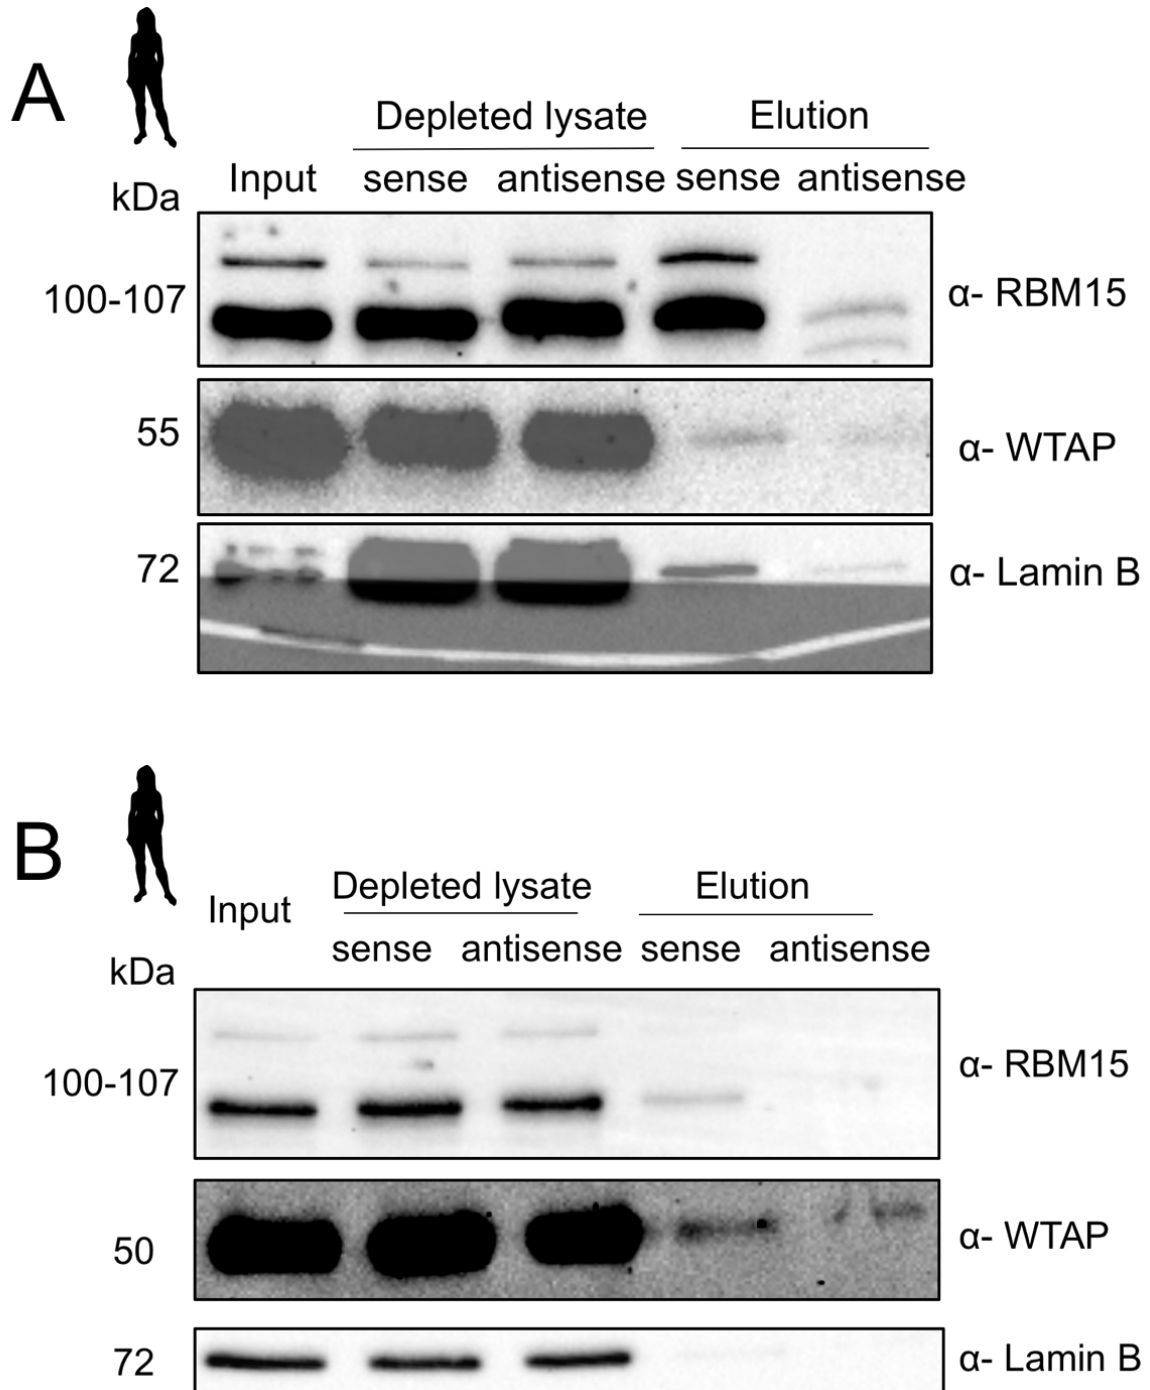 A
Depleted lysate Elution
Input sense antisense sense antisense
kDa
100-107 α- RBM15
55 α- WTAP
72 α- Lamin B
B
Depleted lysate Elution
Input
sense antisense sense antisense
kDa
100-107 α- RBM15
50 α- WTAP
72 α- Lamin B